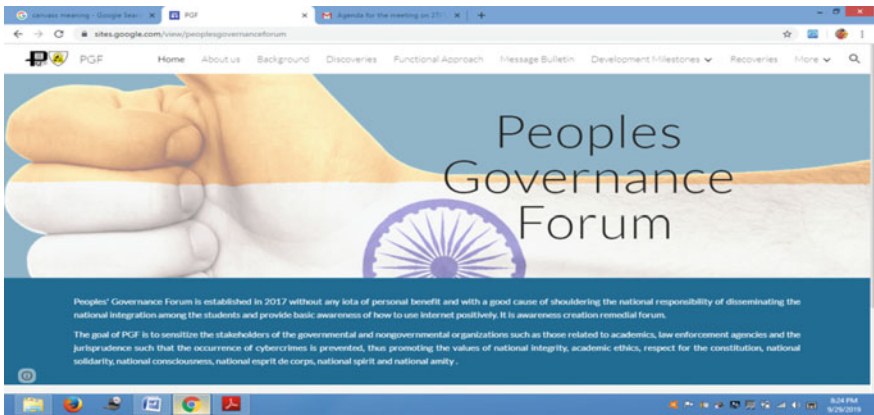 canvass meaning - Google Sear
PGF
Agenda for the meeting on 27/
sites.google.com/view/peoplesgovernanceforum
PGF
Home
About us
Background
Discoveries
Functional Approach
Message Bulletin
Development Milestones
Recoveries
More
Peoples
Governance
Forum
Peoples' Governance Forum is established in 2017 without any iota of personal benefit and with a good cause of shouldering the national responsibility of disseminating the
national integration among the students and provide basic awareness of how to use internet positively. It is awareness creation remedial forum.
The goal of PGF is to sensitize the stakeholders of the governmental and nongovernmental organizations such as those related to academics, law enforcement agencies and the
jurisprudence such that the occurrence of cybercrimes is prevented, thus promoting the values of national integrity, academic ethics, respect for the constitution, national
solidarity, national consciousness, national esprit de corps, national spirit and national amity .
8:24 PM
9/29/2019